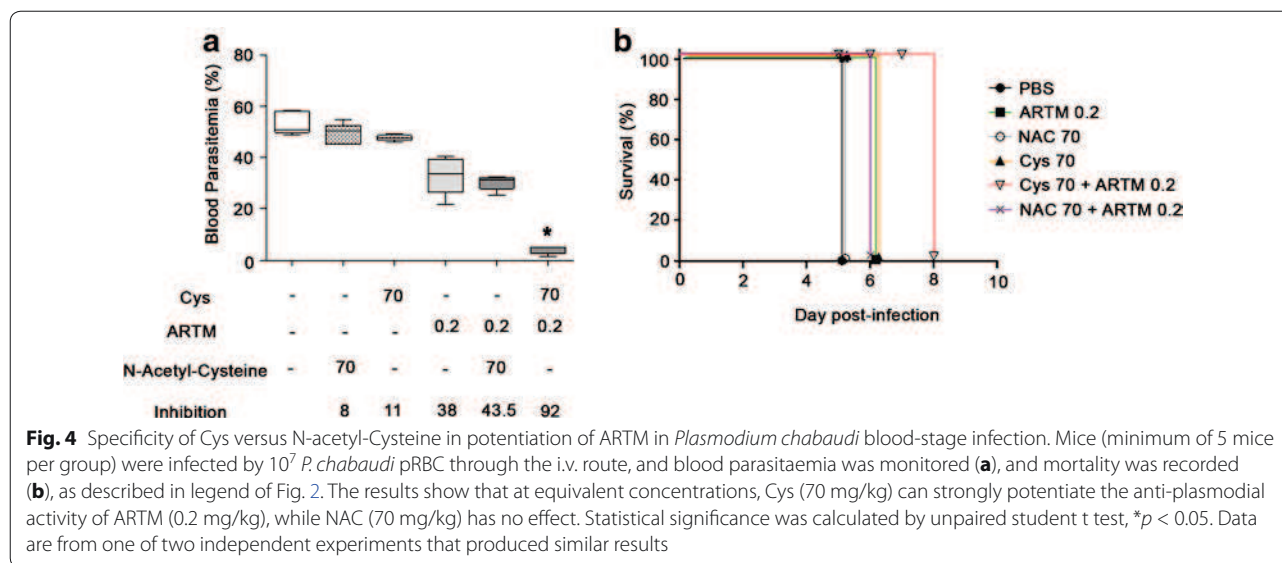 a
b
80
60
40
20
0
Blood Parasitemia (%)
Cys - - 70 - - 70
ARTM - - - 0.2 0.2 0.2
N-Acetyl-Cysteine - 70 - - 70 -
Inhibition 8 11 38 43.5 92
*
100
80
60
40
20
0
Survival (%)
0 2 4 6 8 10
Day post-infection
PBS
ARTM 0.2
NAC 70
Cys 70
Cys 70 + ARTM 0.2
NAC 70 + ARTM 0.2
Fig. 4 Specificity of Cys versus N-acetyl-Cysteine in potentiation of ARTM in Plasmodium chabaudi blood-stage infection. Mice (minimum of 5 mice
per group) were infected by 10⁷ P. chabaudi pRBC through the i.v. route, and blood parasitaemia was monitored (a), and mortality was recorded
(b), as described in legend of Fig. 2. The results show that at equivalent concentrations, Cys (70 mg/kg) can strongly potentiate the anti-plasmodial
activity of ARTM (0.2 mg/kg), while NAC (70 mg/kg) has no effect. Statistical significance was calculated by unpaired student t test, *p < 0.05. Data
are from one of two independent experiments that produced similar results